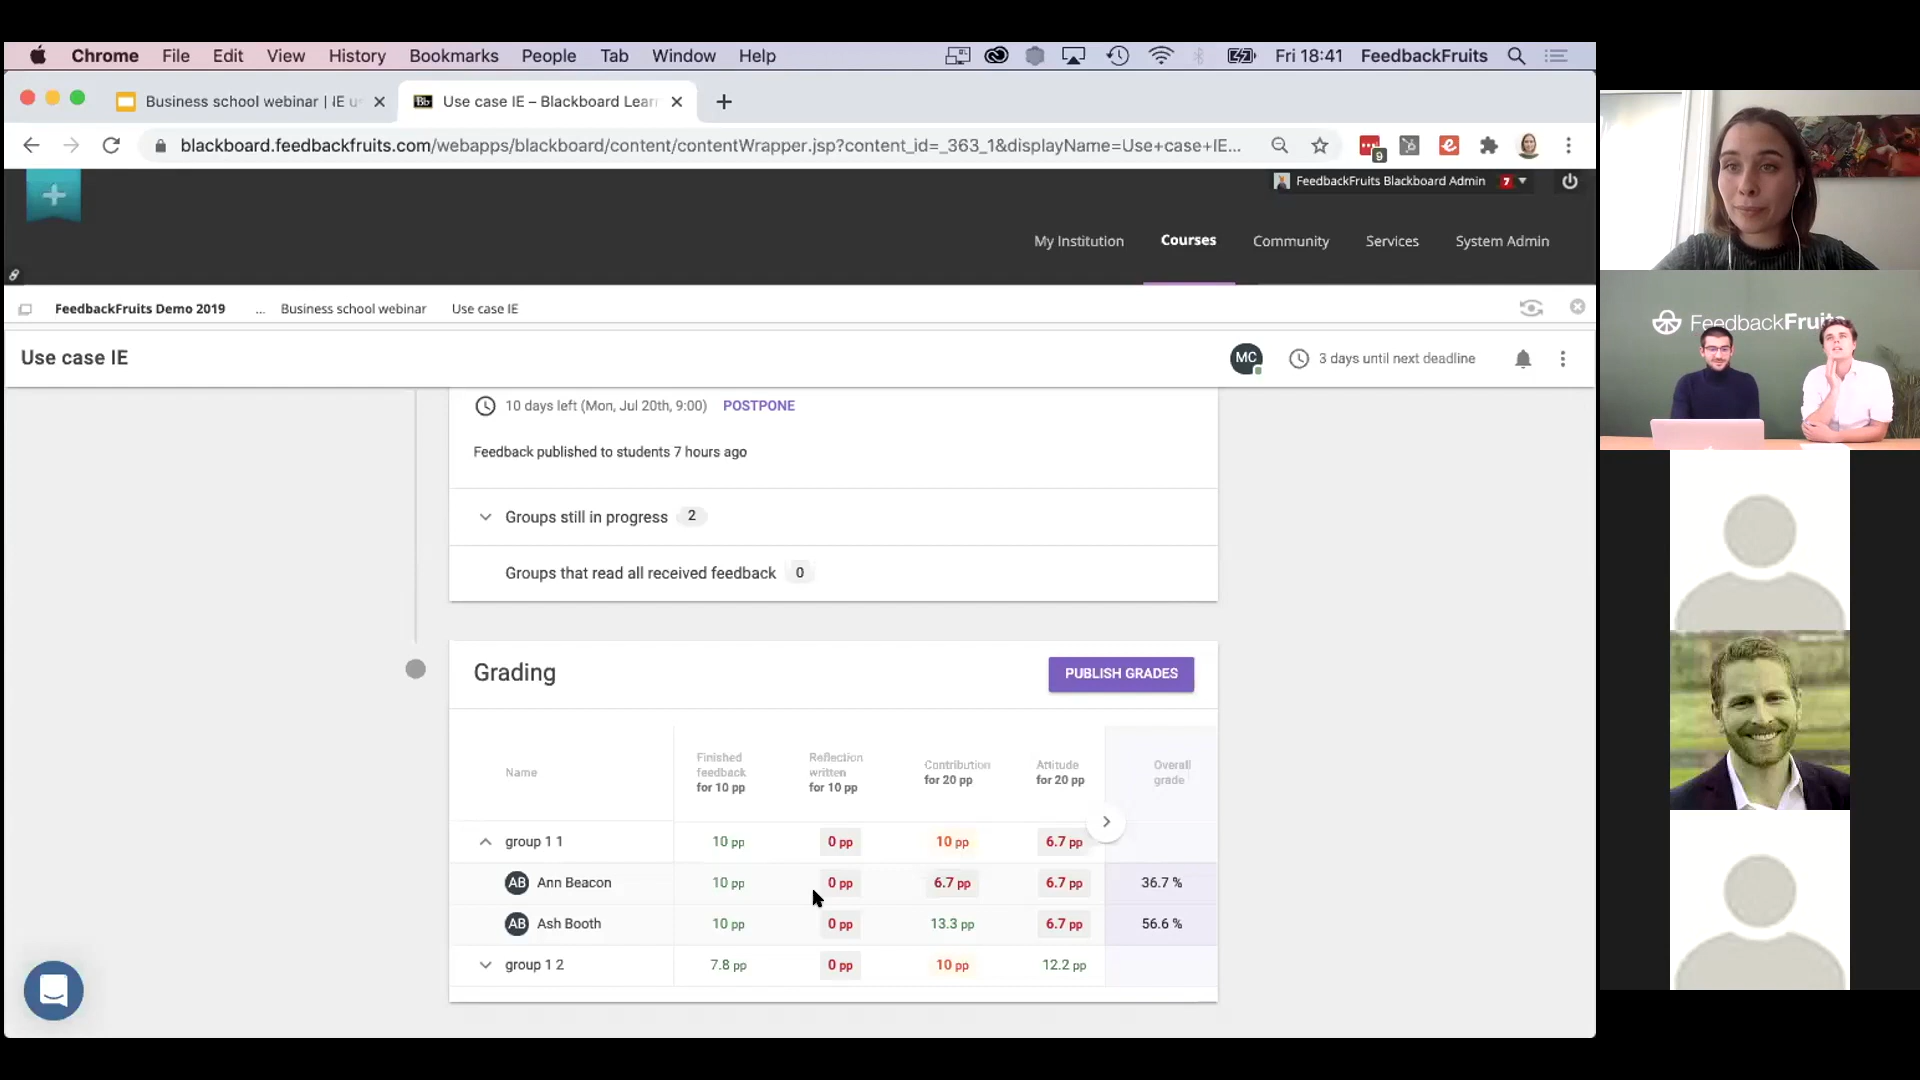 Chrome File Edit View History Bookmarks People Tab Window Help Fri 18:41 FeedbackFruits
Business school webinar | IE u
Bb Use case IE – Blackboard Lear
blackboard.feedbackfruits.com/webapps/blackboard/content/contentWrapper.jsp?content_id=_363_1&displayName=Use+case+IE...
9
FeedbackFruits Blackboard Admin 7
My Institution Courses Community Services System Admin
FeedbackFruits Demo 2019 ... Business school webinar Use case IE
Use case IE
MC 3 days until next deadline
10 days left (Mon, Jul 20th, 9:00) POSTPONE
Feedback published to students 7 hours ago
Groups still in progress 2
Groups that read all received feedback 0
Grading
PUBLISH GRADES
Name
Finished feedback for 10 pp
Reflection written for 10 pp
Contribution for 20 pp
Attitude for 20 pp
Overall grade
group 1 1 10 pp 0 pp 10 pp 6.7 pp
AB Ann Beacon 10 pp 0 pp 6.7 pp 6.7 pp 36.7 %
AB Ash Booth 10 pp 0 pp 13.3 pp 6.7 pp 56.6 %
group 1 2 7.8 pp 0 pp 10 pp 12.2 pp
FeedbackFruits